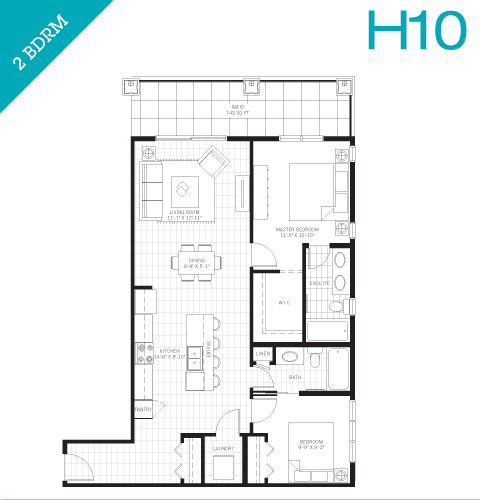 2 BDRM
H10
PATIO
142 SQ FT
LIVING ROOM
11'-1" X 12'-11"
MASTER BEDROOM
11'-5" X 10'-10"
DINING
9'-8" X 5'-1"
ENSUITE
W.I.C.
KITCHEN
14'-6" X 8'-10"
EATING
LINEN
BATH
PANTRY
BEDROOM
9'-9" X 9'-2"
LAUNDRY